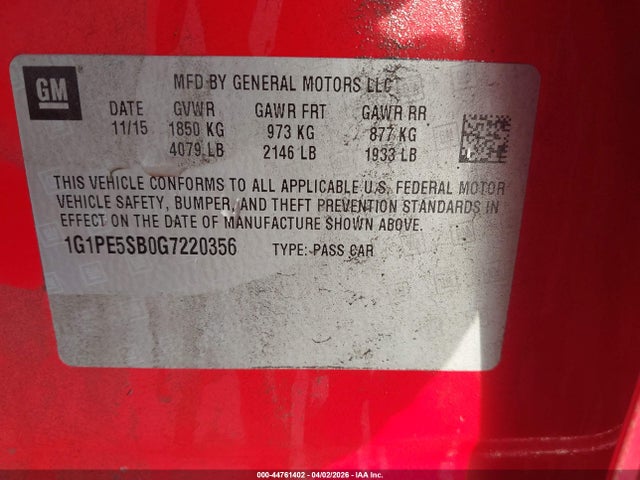 GM
MFD BY GENERAL MOTORS LLC
DATE GVWR GAWR FRT GAWR RR
11/15 1850 KG 973 KG 877 KG
4079 LB 2146 LB 1933 LB
THIS VEHICLE CONFORMS TO ALL APPLICABLE U.S. FEDERAL MOTOR
VEHICLE SAFETY, BUMPER, AND THEFT PREVENTION STANDARDS IN
EFFECT ON THE DATE OF MANUFACTURE SHOWN ABOVE.
1G1PE5SB0G7220356 TYPE: PASS CAR
000-44761402 - 04/02/2026 - IAA Inc.